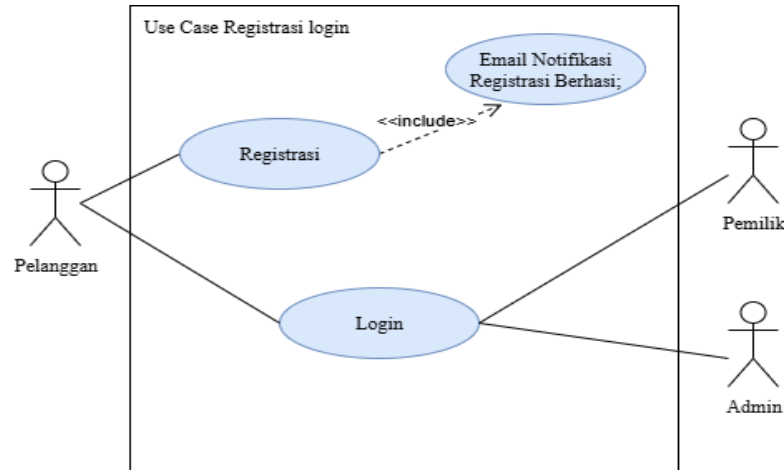 Use Case Registrasi login
Email Notifikasi
Registrasi Berhasi;
<<include>>
Registrasi
Pelanggan
Pemilik
Login
Admin